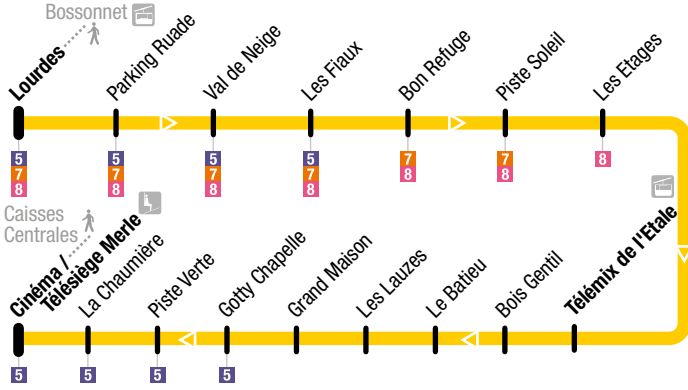 Bossonnet
Lourdes
Parking Ruade
Val de Neige
Les Fiaux
Bon Refuge
Piste Soleil
Les Etages
5 5 5 5 7 7 8
7 7 7 7 8 8
8 8 8 8
Caisses
Centrales
Cinéma /
Télésiège Merle
La Chaumière
Piste Verte
Gotty Chapelle
Grand Maison
Les Lauzes
Le Batieu
Bois Gentil
Télémix de l'Etale
5 5 5 5